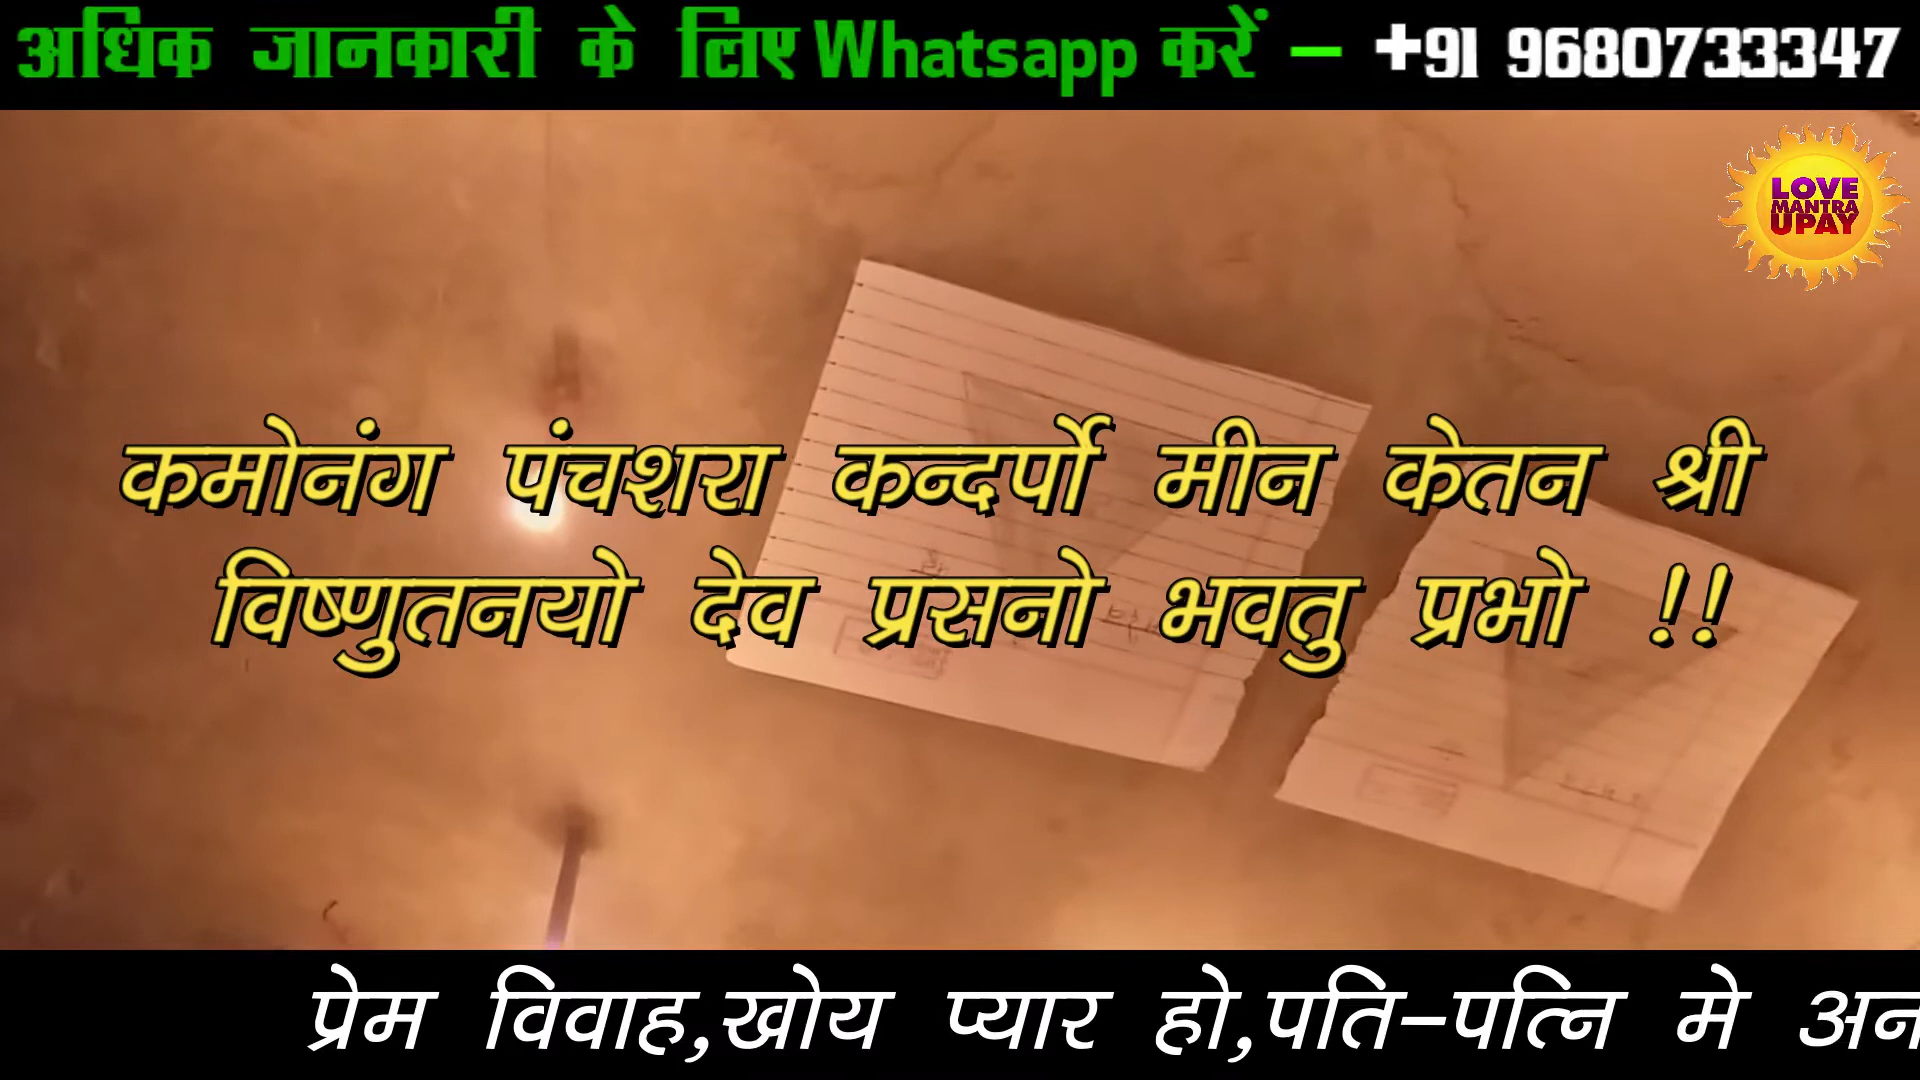 अधिक जानकारी के लिए Whatsapp करें – +91 9680733347
LOVE
MANTRA
UPAY
कमोनंग पंचशरा कन्दर्पो मीन केतन श्री
विष्णुतनयो देव प्रसनो भवतु प्रभो !!
प्रेम विवाह,खोय प्यार हो,पति-पत्नि मे अन